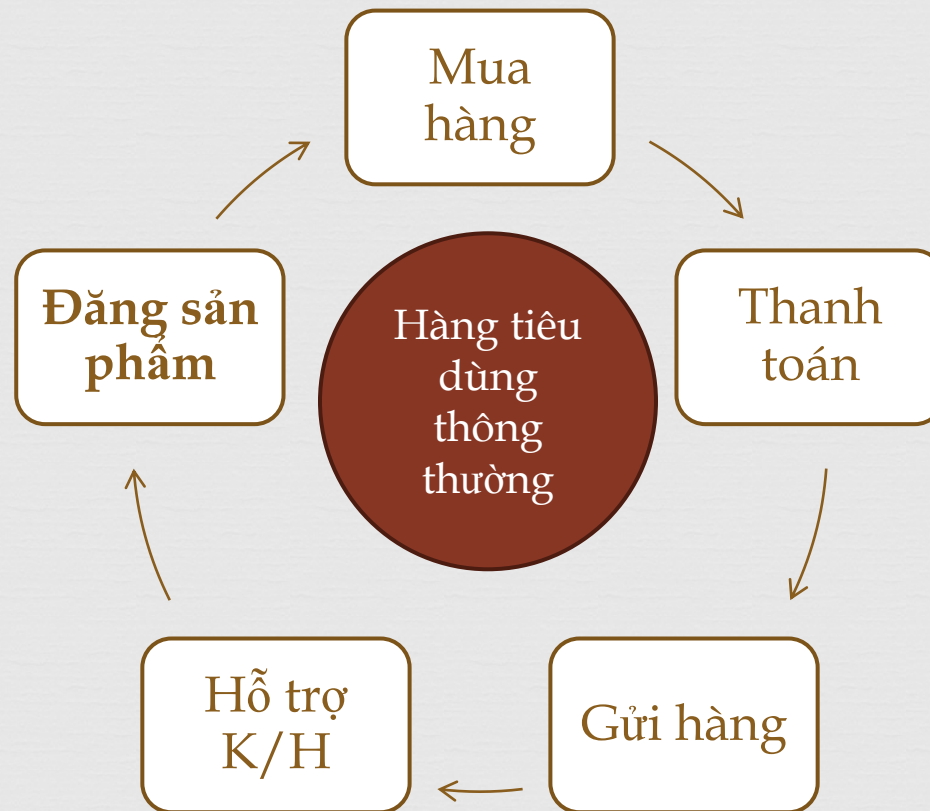 Mua
hàng
Đăng sản
phẩm
Hàng tiêu
dùng
thông
thường
Thanh
toán
Hỗ trợ
K/H
Gửi hàng